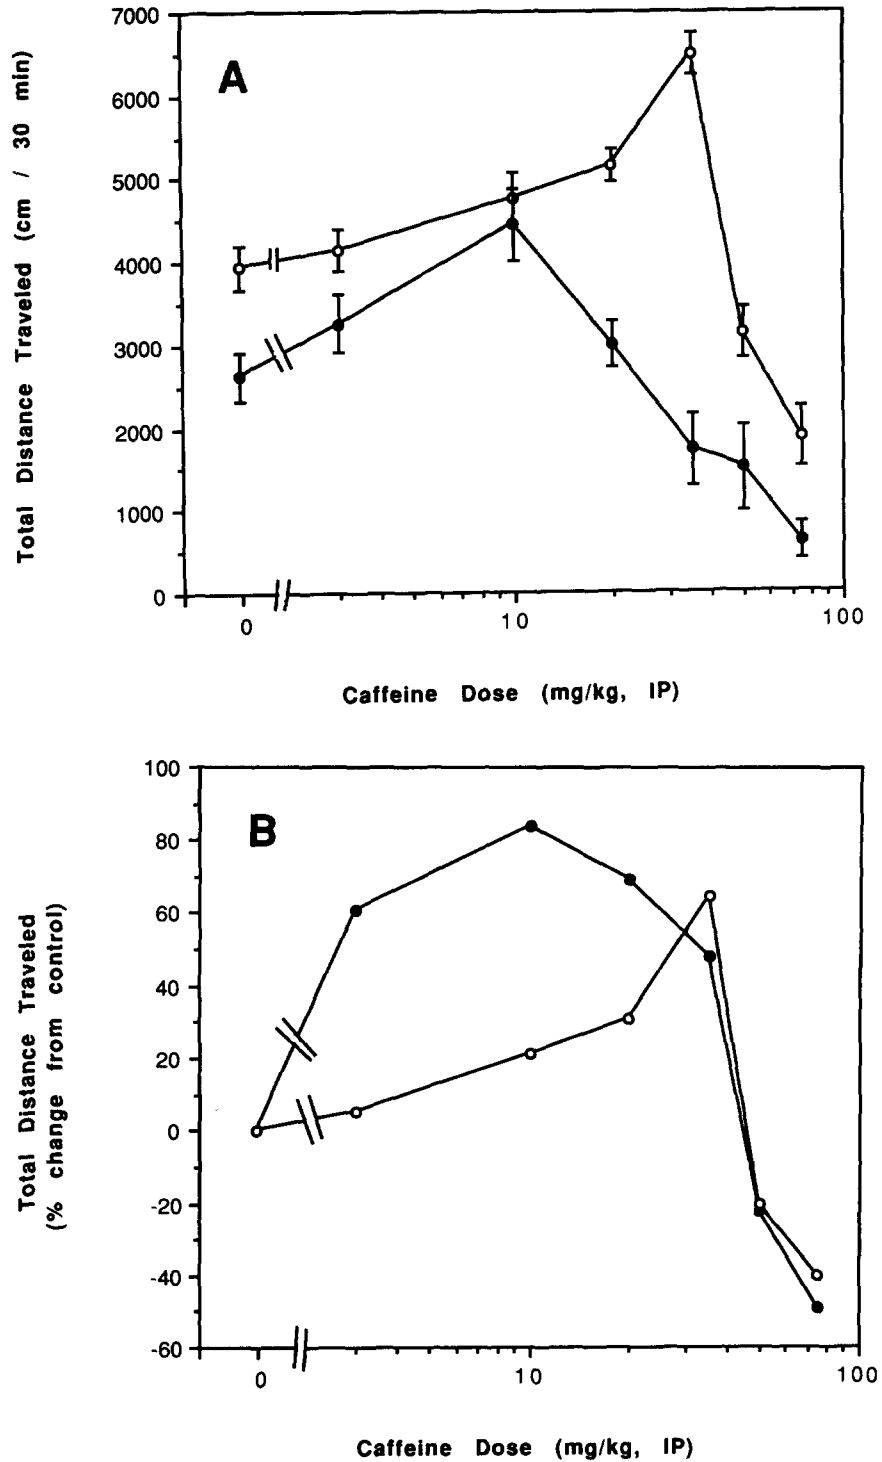 A
7000
6000
5000
4000
3000
2000
1000
0
Total Distance Traveled (cm / 30 min)
0 10 100
Caffeine Dose (mg/kg, IP)
B
100
80
60
40
20
0
-20
-40
-60
Total Distance Traveled
(% change from control)
0 10 100
Caffeine Dose (mg/kg, IP)